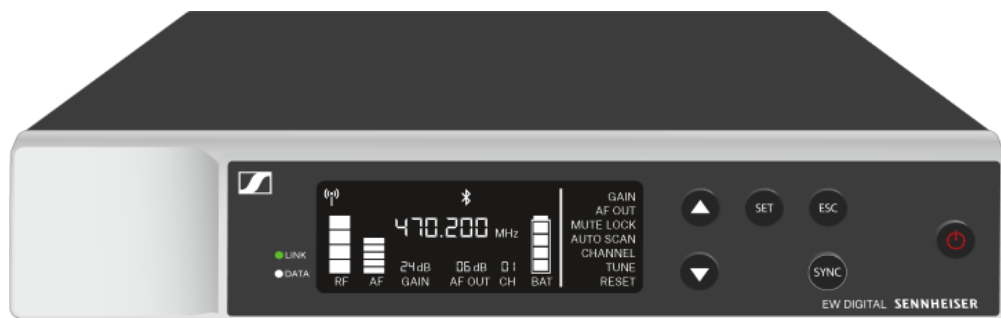 470.200 MHz
LINK
DATA
24 dB 06 dB 01
RF AF GAIN AF OUT CH BAT
GAIN
AF OUT
MUTE LOCK
AUTO SCAN
CHANNEL
TUNE
RESET
SET ESC
SYNC
EW DIGITAL SENNHEISER